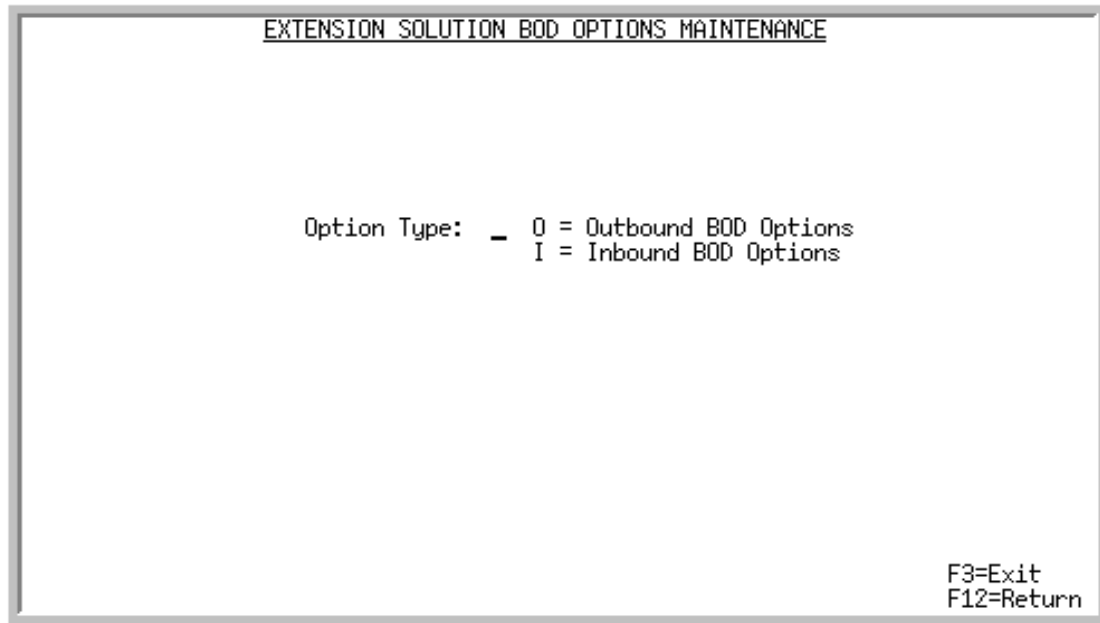 EXTENSION SOLUTION BOD OPTIONS MAINTENANCE
Option Type: _ O = Outbound BOD Options
I = Inbound BOD Options
F3=Exit
F12=Return